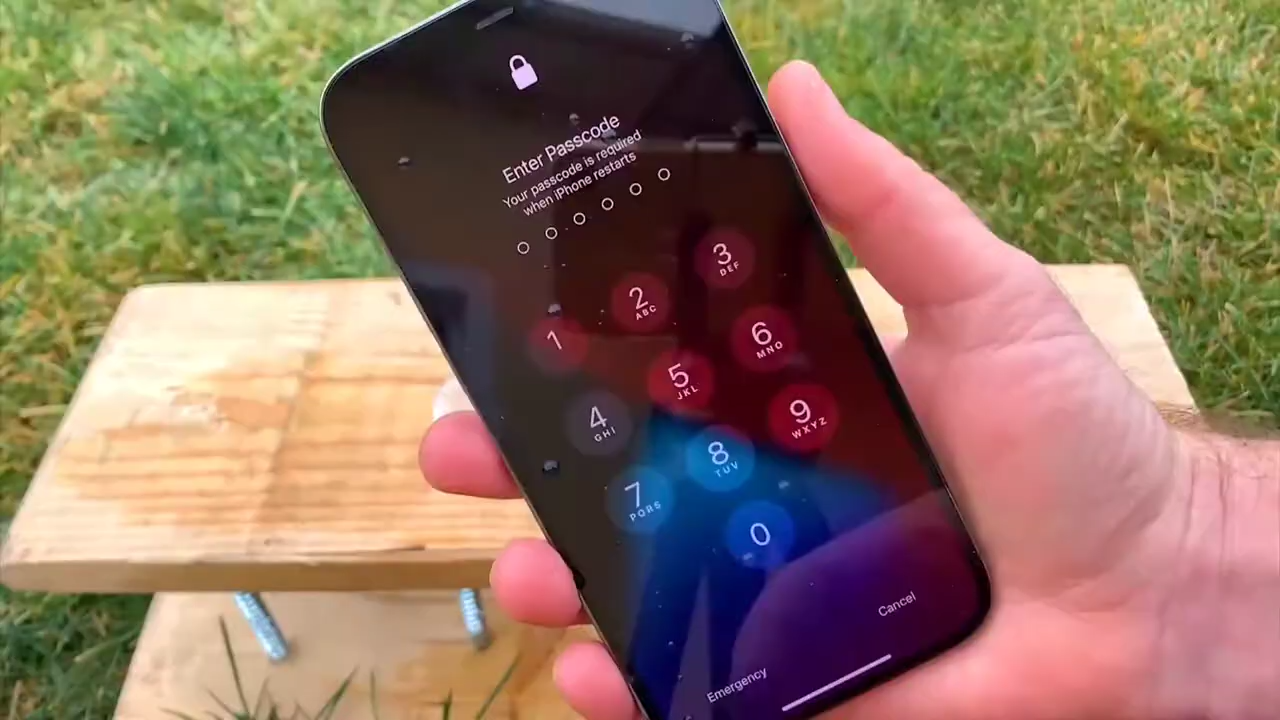 Enter Passcode
Your passcode is required
when iPhone restarts
1
2
ABC
3
DEF
4
GHI
5
JKL
6
MNO
7
PQRS
8
TUV
9
WXYZ
0
Emergency
Cancel